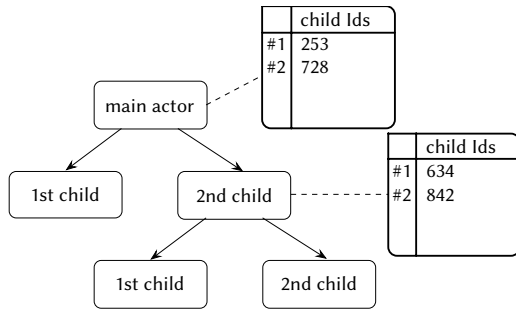 child Ids
#1 253
#2 728
main actor
child Ids
#1 634
#2 842
1st child
2nd child
1st child
2nd child